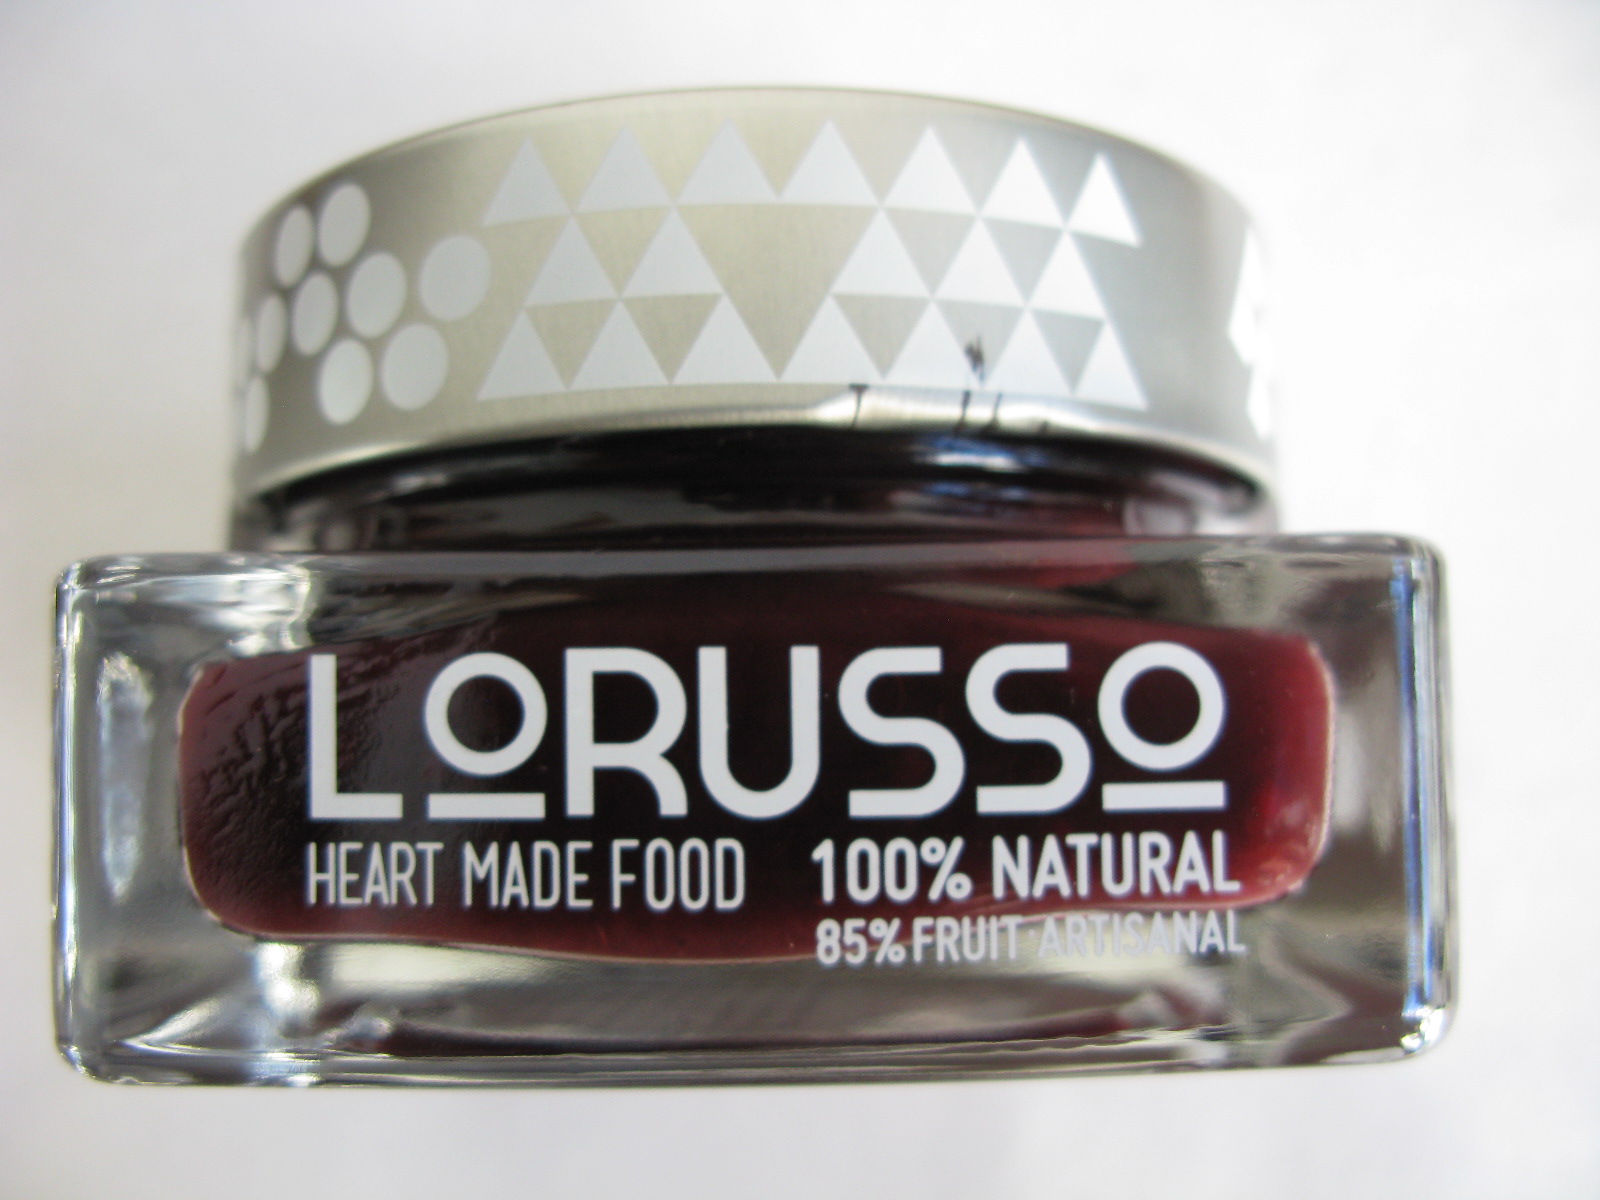 LORUSSO
HEART MADE FOOD 100% NATURAL
85% FRUIT ARTISANAL